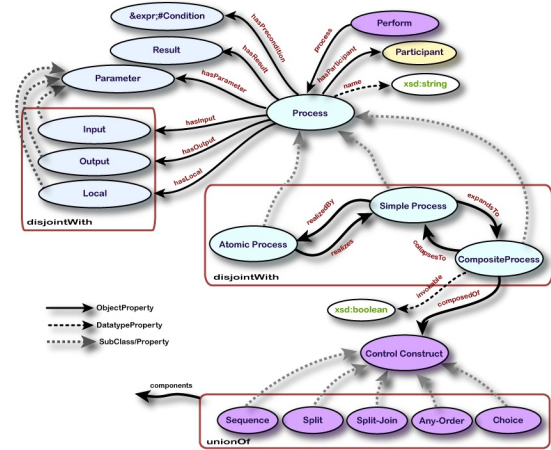 &expr;#Condition
Perform
Result
Participant
Parameter
xsd:string
Process
hasPrecondition
hasResult
hasParameter
process
hasParticipant
name
hasInput
hasOutput
hasLocal
Input
Output
Local
disjointWith
Simple Process
realizedBy
realizes
expandsTo
collapsesTo
Atomic Process
CompositeProcess
disjointWith
invokable
composedOf
xsd:boolean
ObjectProperty
DatatypeProperty
SubClass/Property
Control Construct
components
Sequence
Split
Split-Join
Any-Order
Choice
unionOf